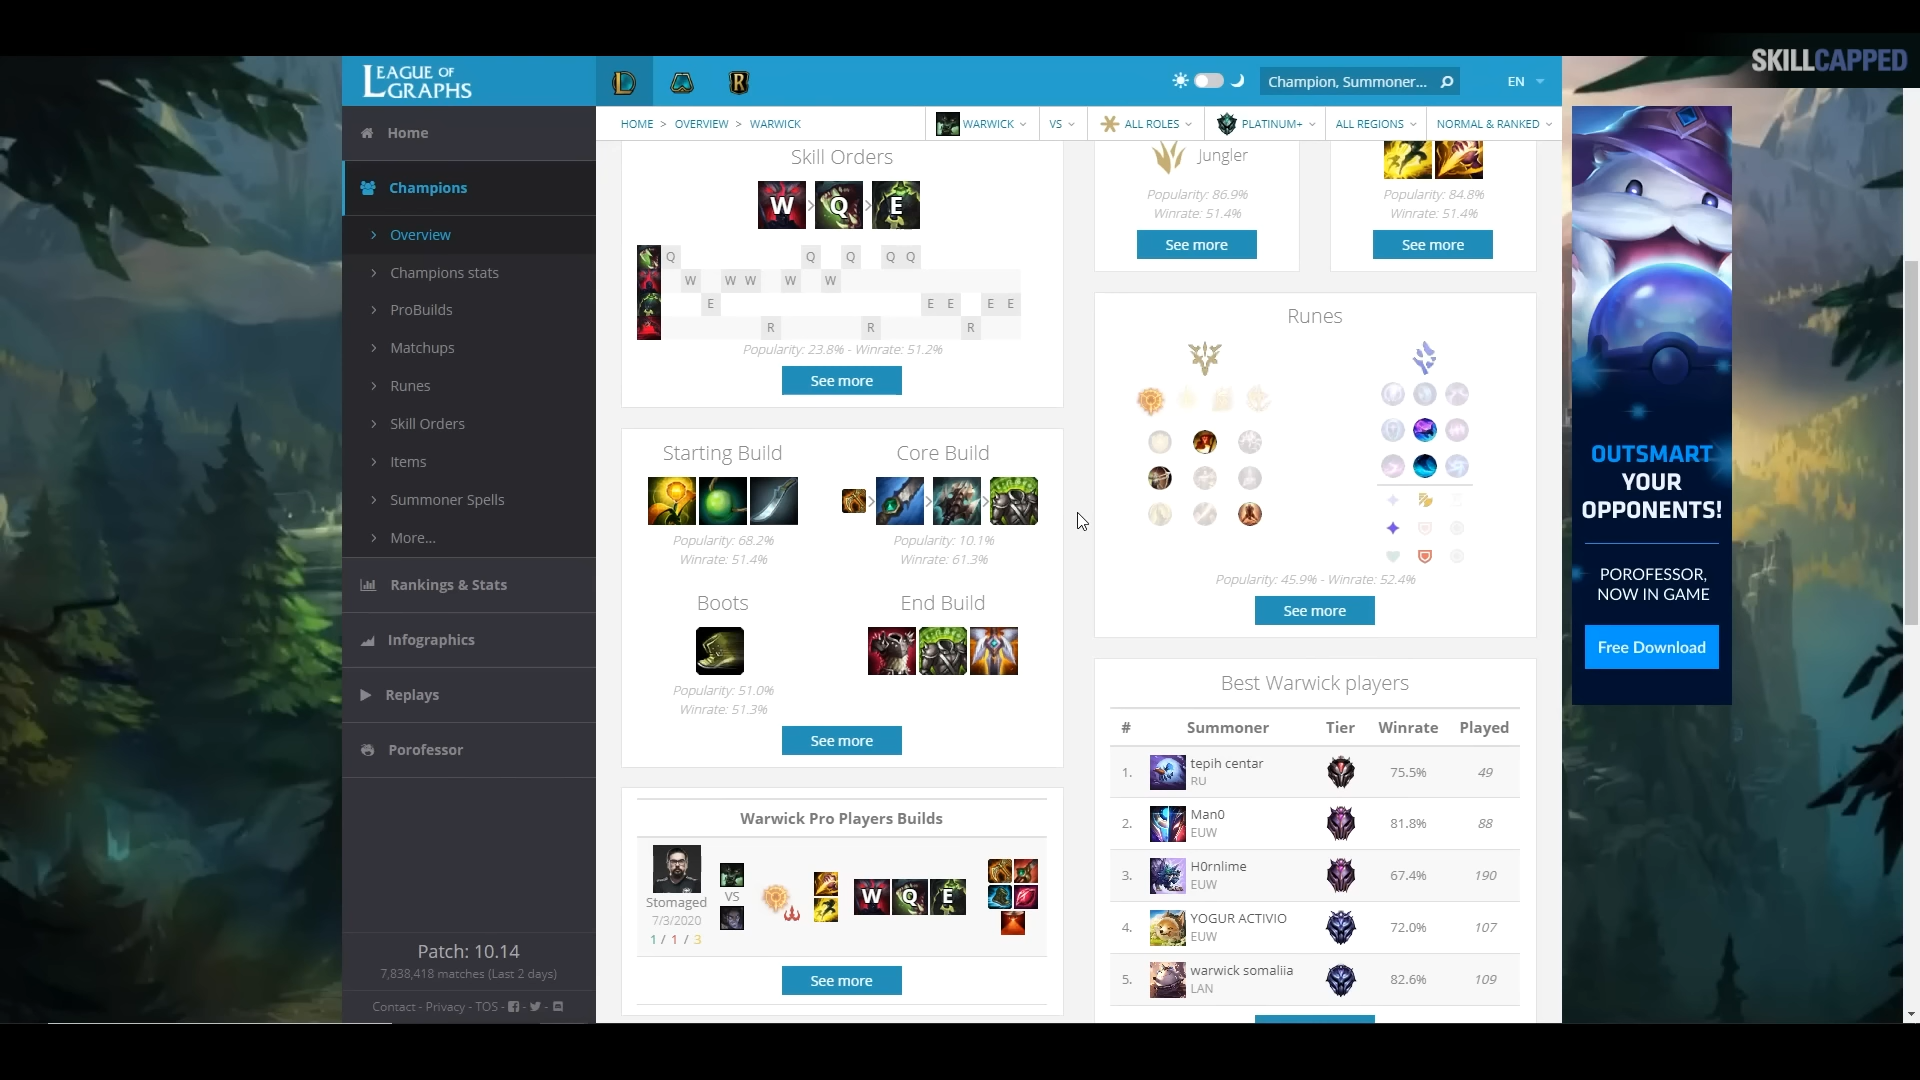 SKILLCAPPED
LEAGUE OF
GRAPHS
R
Champion, Summoner...
EN
HOME > OVERVIEW > WARWICK
WARWICK
VS
ALL ROLES
PLATINUM+
ALL REGIONS
NORMAL & RANKED
Home
Champions
Overview
Champions stats
ProBuilds
Matchups
Runes
Skill Orders
Items
Summoner Spells
More...
Rankings & Stats
Infographics
Replays
Porofessor
Patch: 10.14
7,838,418 matches (Last 2 days)
Contact - Privacy - TOS -
Skill Orders
W > Q > E
Q Q Q Q Q
W W W W W
E E E E E
R R R
Popularity: 23.8% - Winrate: 51.2%
See more
Starting Build
Popularity: 68.2%
Winrate: 51.4%
Core Build
Popularity: 10.1%
Winrate: 61.3%
Boots
Popularity: 51.0%
Winrate: 51.3%
End Build
See more
Warwick Pro Players Builds
Stomaged
7/3/2020
1 / 1 / 3
VS
W Q E
See more
Jungler
Popularity: 86.9%
Winrate: 51.4%
See more
Popularity: 84.8%
Winrate: 51.4%
See more
Runes
Popularity: 45.9% - Winrate: 52.4%
See more
Best Warwick players
# Summoner Tier Winrate Played
1. tepih centar 75.5% 49
RU
2. Man0 81.8% 88
EUW
3. H0rnlime 67.4% 190
EUW
4. YOGUR ACTIVIO 72.0% 107
EUW
5. warwick somaliia 82.6% 109
LAN
OUTSMART
YOUR
OPPONENTS!
POROFESSOR,
NOW IN GAME
Free Download